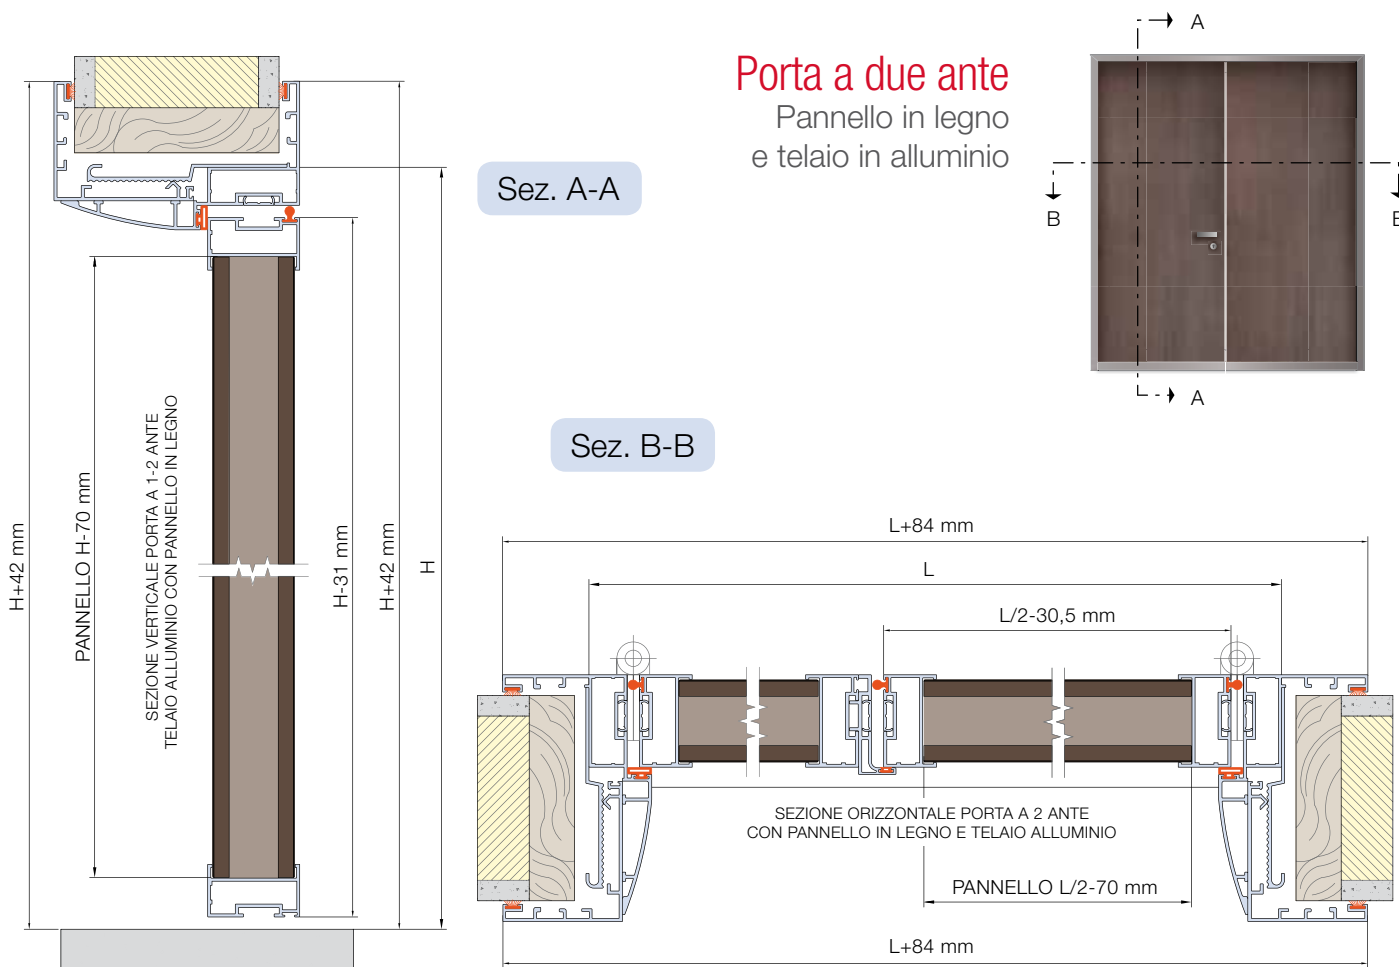 Porta a due ante
Pannello in legno
e telaio in alluminio
A
B
B
A
Sez. A-A
H+42 mm
PANNELLO H-70 mm
SEZIONE VERTICALE PORTA A 1-2 ANTE
TELAIO ALLUMINIO CON PANNELLO IN LEGNO
H-31 mm
H+42 mm
H
Sez. B-B
L+84 mm
L
L/2-30,5 mm
SEZIONE ORIZZONTALE PORTA A 2 ANTE
CON PANNELLO IN LEGNO E TELAIO ALLUMINIO
PANNELLO L/2-70 mm
L+84 mm